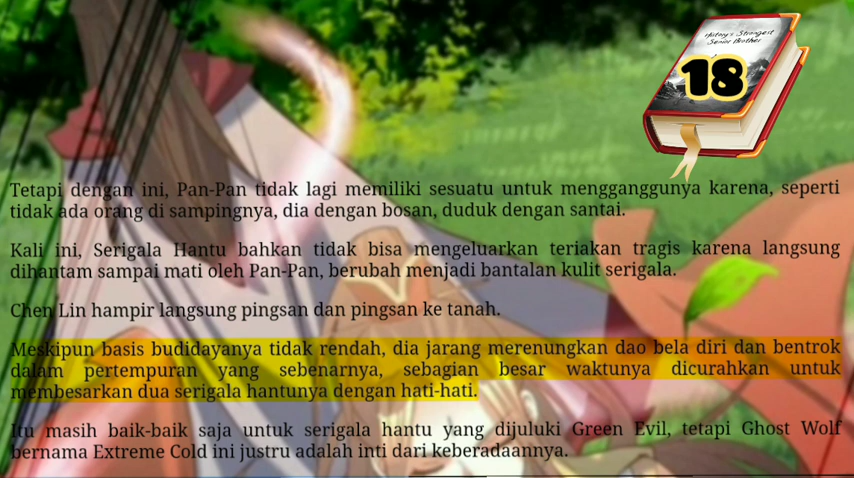 History's Strongest
Senior Brother
18
Tetapi dengan ini, Pan-Pan tidak lagi memiliki sesuatu untuk mengganggunya karena, seperti
tidak ada orang di sampingnya, dia dengan bosan, duduk dengan santai.
Kali ini, Serigala Hantu bahkan tidak bisa mengeluarkan teriakan tragis karena langsung
dihantam sampai mati oleh Pan-Pan, berubah menjadi bantalan kulit serigala.
Chen Lin hampir langsung pingsan dan pingsan ke tanah.
Meskipun basis budidayanya tidak rendah, dia jarang merenungkan dao bela diri dan bentrok
dalam pertempuran yang sebenarnya, sebagian besar waktunya dicurahkan untuk
membesarkan dua serigala hantunya dengan hati-hati.
Itu masih baik-baik saja untuk serigala hantu yang dijuluki Green Evil, tetapi Ghost Wolf
bernama Extreme Cold ini justru adalah inti dari keberadaannya.